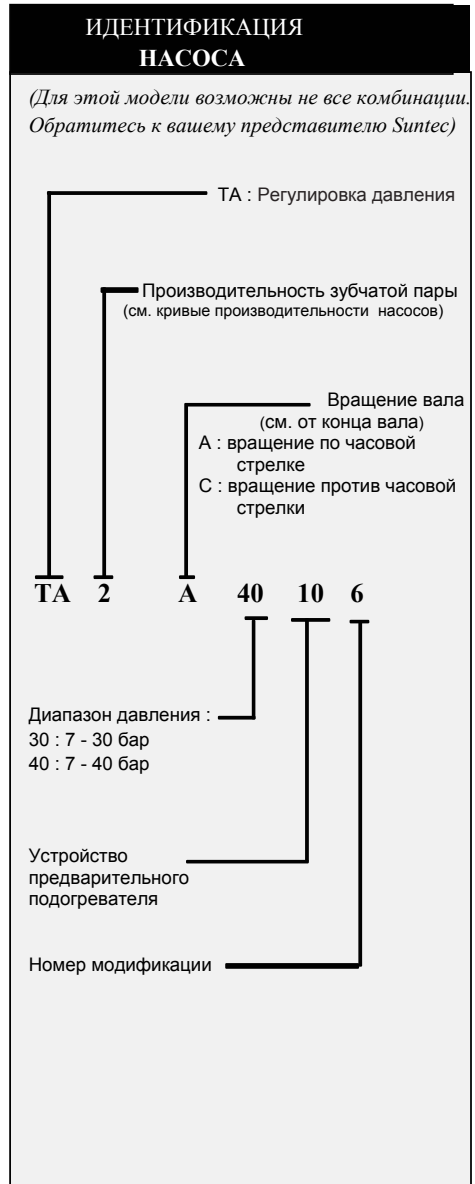 ИДЕНТИФИКАЦИЯ
НАСОСА
(Для этой модели возможны не все комбинации.
Обратитесь к вашему представителю Suntec)
TA : Регулировка давления
Производительность зубчатой пары
(см. кривые производительности насосов)
Вращение вала
(см. от конца вала)
A : вращение по часовой
стрелке
C : вращение против часовой
стрелки
TA 2 A 40 10 6
Диапазон давления :
30 : 7 - 30 бар
40 : 7 - 40 бар
Устройство
предварительного
подогревателя
Номер модификации